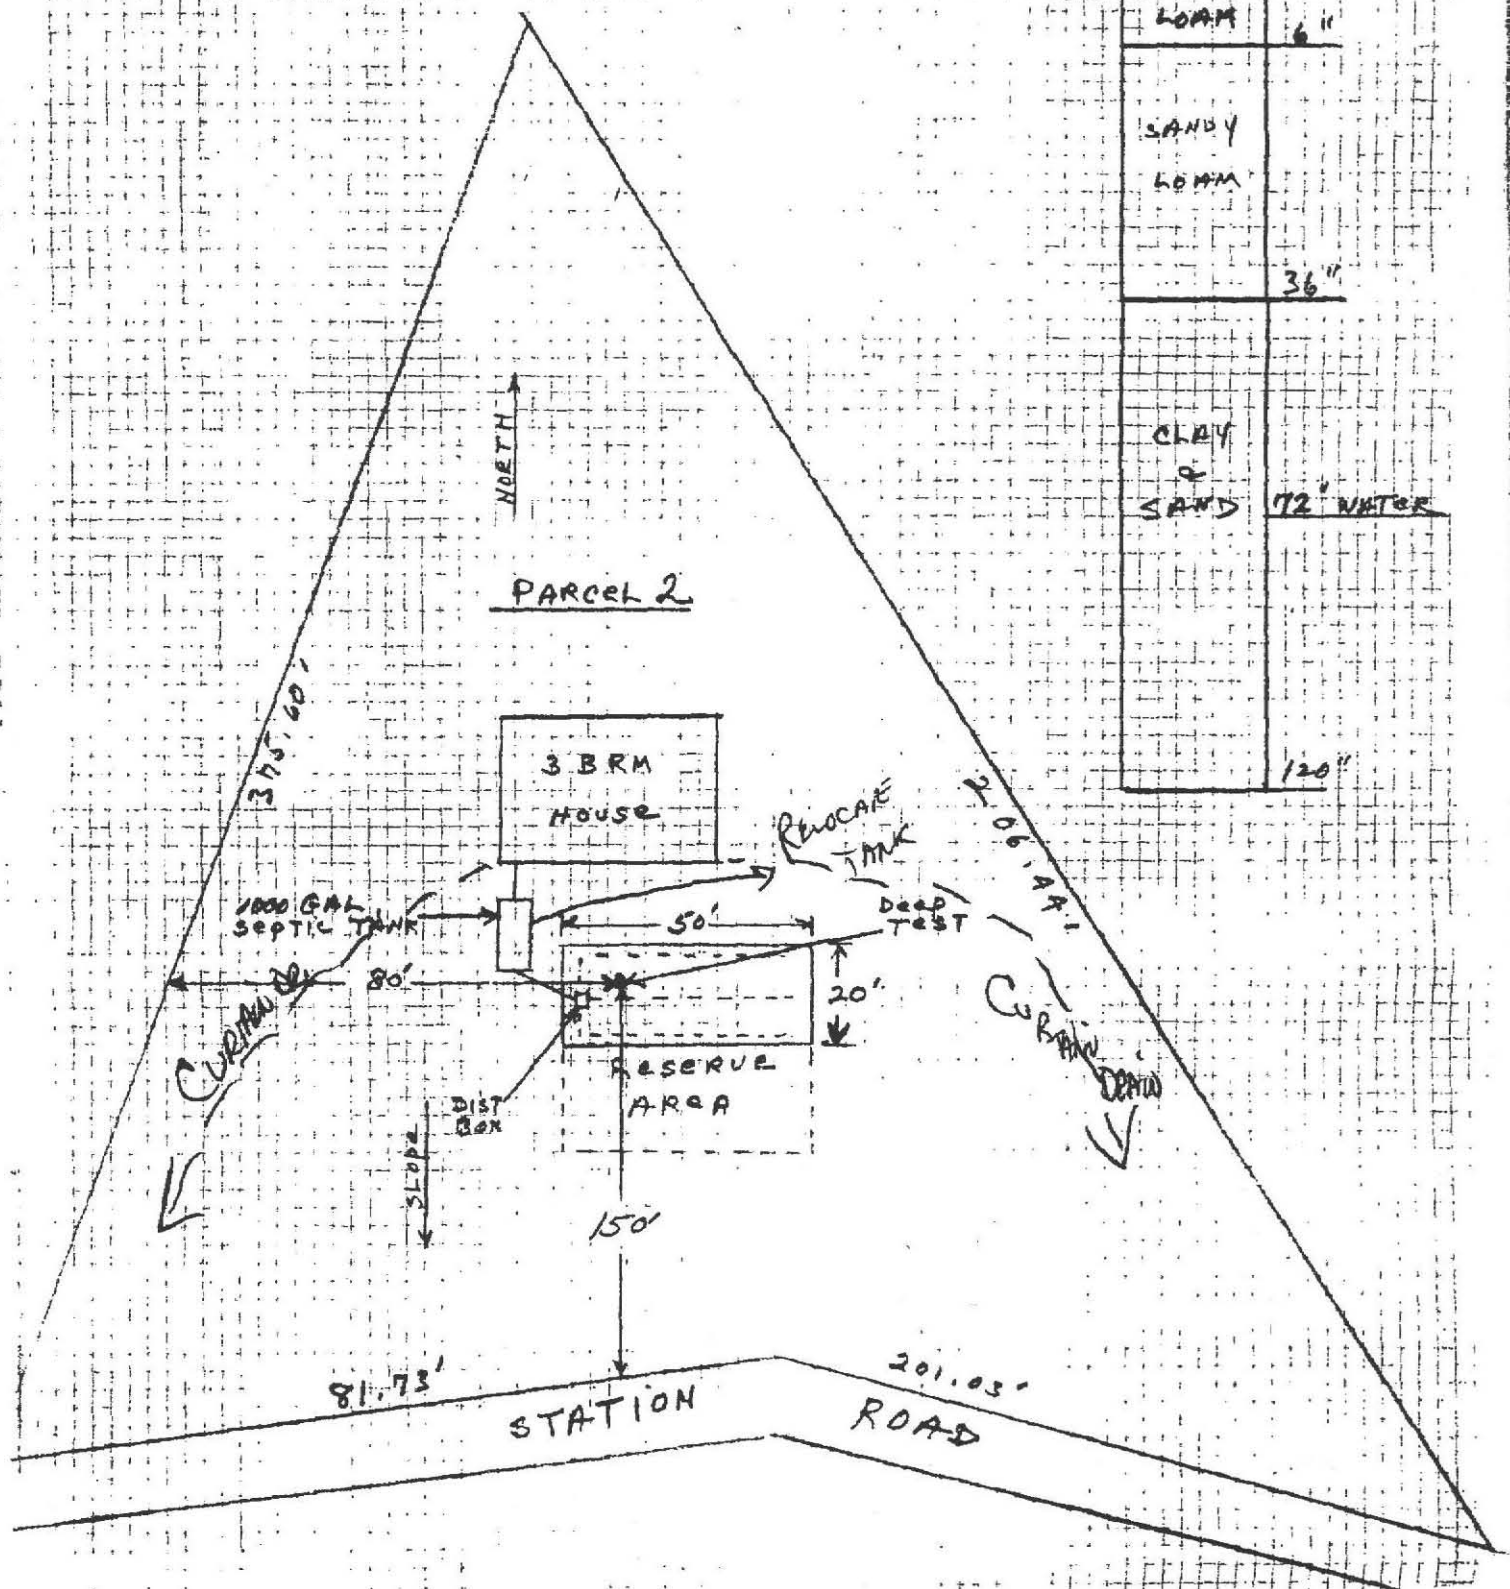 LOAM
6"
SANDY
LOAM
36"
CLAY
&
SAND
72" WATER
120"
NORTH
PARCEL 2
375.60'
206.44'
3 BRM
HOUSE
RELOCATE
TANK
1000 GAL
SEPTIC TANK
50'
DEEP
TEST
80'
20'
CURTAIN DR
CURTAIN
DRAIN
RESERVE
AREA
DIST
BOX
SLOPE
150'
81.73'
201.03'
STATION ROAD